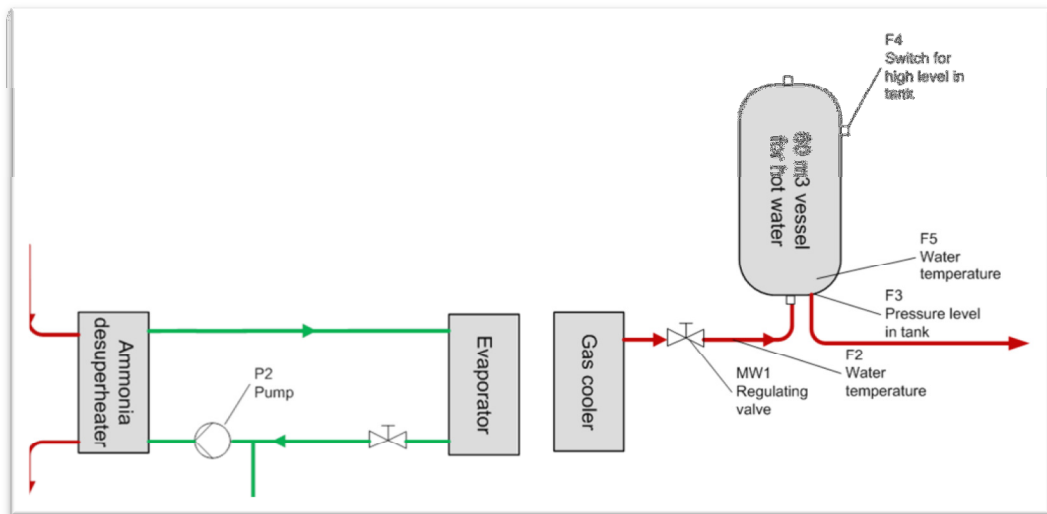 F4
Switch for
high level in
tank
m3 vessel
for hot water
F5
Water
temperature
F3
Pressure level
in tank
F2
Water
temperature
MW1
Regulating
valve
Gas cooler
Evaporator
P2
Pump
Ammonia
desuperheater